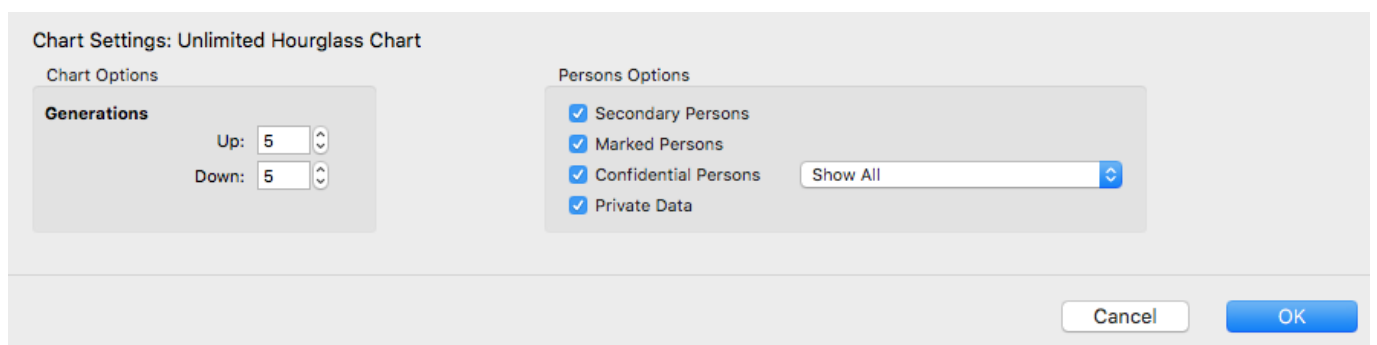 Chart Settings: Unlimited Hourglass Chart
Chart Options
Generations
Up: 5
Down: 5
Persons Options
Secondary Persons
Marked Persons
Confidential Persons Show All
Private Data
Cancel OK